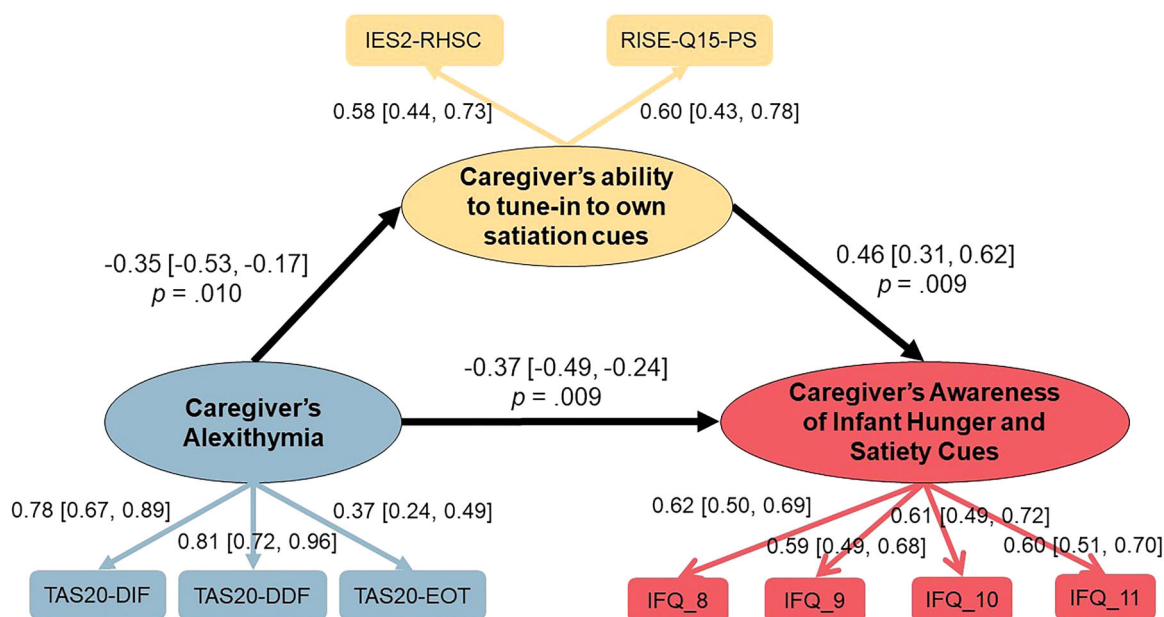 IES2-RHSC
RISE-Q15-PS
0.58 [0.44, 0.73]
0.60 [0.43, 0.78]
Caregiver's ability
to tune-in to own
satiation cues
-0.35 [-0.53, -0.17]
p = .010
0.46 [0.31, 0.62]
p = .009
-0.37 [-0.49, -0.24]
p = .009
Caregiver's
Alexithymia
Caregiver's Awareness
of Infant Hunger and
Satiety Cues
0.78 [0.67, 0.89]
0.81 [0.72, 0.96]
0.37 [0.24, 0.49]
0.62 [0.50, 0.69]
0.59 [0.49, 0.68]
0.61 [0.49, 0.72]
0.60 [0.51, 0.70]
TAS20-DIF
TAS20-DDF
TAS20-EOT
IFQ_8
IFQ_9
IFQ_10
IFQ_11